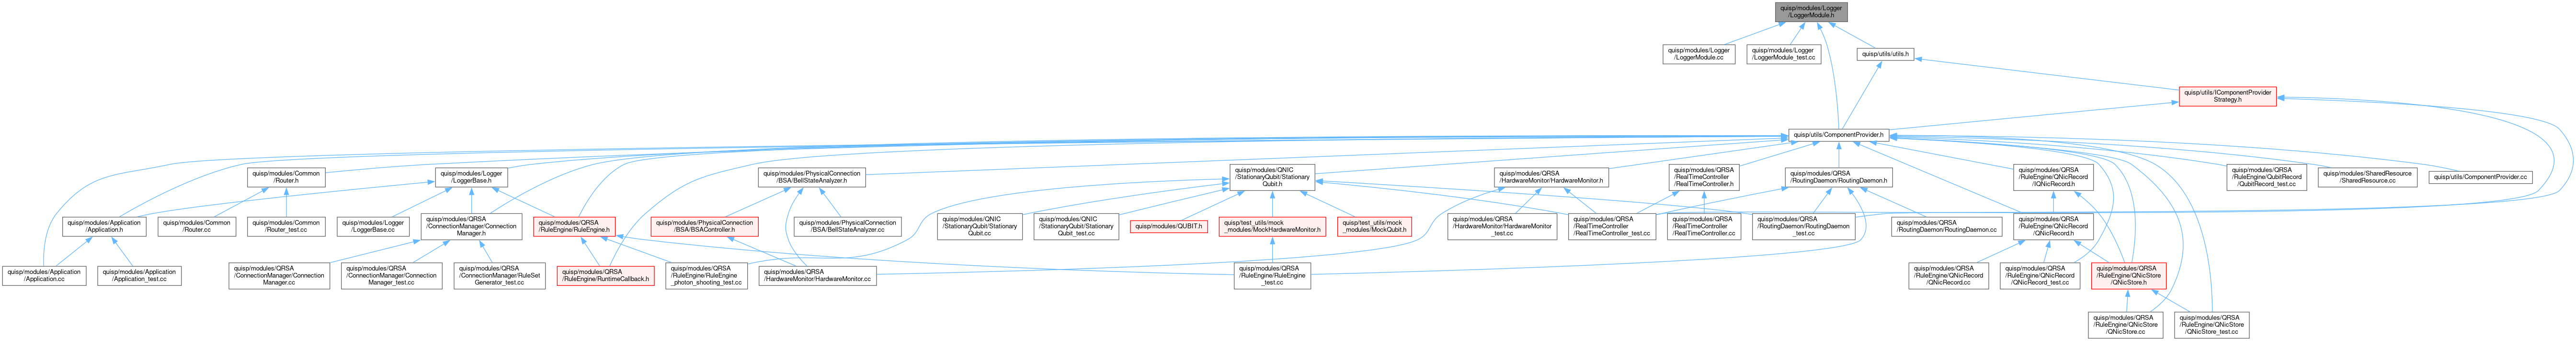 quisp/modules/Logger
/LoggerModule.h
quisp/modules/Logger
/LoggerModule.cc
quisp/modules/Logger
/LoggerModule_test.cc
quisp/utils/utils.h
quisp/utils/IComponentProvider
Strategy.h
quisp/utils/ComponentProvider.h
quisp/modules/Common
/Router.h
quisp/modules/Logger
/LoggerBase.h
quisp/modules/PhysicalConnection
/BSA/BellStateAnalyzer.h
quisp/modules/QNIC
/StationaryQubit/Stationary
Qubit.h
quisp/modules/QRSA
/HardwareMonitor/HardwareMonitor.h
quisp/modules/QRSA
/RealTimeController
/RealTimeController.h
quisp/modules/QRSA
/RoutingDaemon/RoutingDaemon.h
quisp/modules/QRSA
/RuleEngine/QNicRecord
/IQNicRecord.h
quisp/modules/QRSA
/RuleEngine/QubitRecord
/QubitRecord_test.cc
quisp/modules/SharedResource
/SharedResource.cc
quisp/utils/ComponentProvider.cc
quisp/modules/Application
/Application.h
quisp/modules/Common
/Router.cc
quisp/modules/Common
/Router_test.cc
quisp/modules/Logger
/LoggerBase.cc
quisp/modules/QRSA
/ConnectionManager/Connection
Manager.h
quisp/modules/QRSA
/RuleEngine/RuleEngine.h
quisp/modules/PhysicalConnection
/BSA/BSAController.h
quisp/modules/PhysicalConnection
/BSA/BellStateAnalyzer.cc
quisp/modules/QNIC
/StationaryQubit/Stationary
Qubit.cc
quisp/modules/QNIC
/StationaryQubit/Stationary
Qubit_test.cc
quisp/modules/QUBIT.h
quisp/test_utils/mock
_modules/MockHardwareMonitor.h
quisp/test_utils/mock
_modules/MockQubit.h
quisp/modules/QRSA
/HardwareMonitor/HardwareMonitor
_test.cc
quisp/modules/QRSA
/RealTimeController
/RealTimeController_test.cc
quisp/modules/QRSA
/RealTimeController
/RealTimeController.cc
quisp/modules/QRSA
/RoutingDaemon/RoutingDaemon
_test.cc
quisp/modules/QRSA
/RoutingDaemon/RoutingDaemon.cc
quisp/modules/QRSA
/RuleEngine/QNicRecord
/QNicRecord.h
quisp/modules/Application
/Application.cc
quisp/modules/Application
/Application_test.cc
quisp/modules/QRSA
/ConnectionManager/Connection
Manager.cc
quisp/modules/QRSA
/ConnectionManager/Connection
Manager_test.cc
quisp/modules/QRSA
/ConnectionManager/RuleSet
Generator_test.cc
quisp/modules/QRSA
/RuleEngine/RuntimeCallback.h
quisp/modules/QRSA
/RuleEngine/RuleEngine
_photon_shooting_test.cc
quisp/modules/QRSA
/HardwareMonitor/HardwareMonitor.cc
quisp/modules/QRSA
/RuleEngine/RuleEngine
_test.cc
quisp/modules/QRSA
/RuleEngine/QNicRecord
/QNicRecord.cc
quisp/modules/QRSA
/RuleEngine/QNicRecord
/QNicRecord_test.cc
quisp/modules/QRSA
/RuleEngine/QNicStore
/QNicStore.h
quisp/modules/QRSA
/RuleEngine/QNicStore
/QNicStore.cc
quisp/modules/QRSA
/RuleEngine/QNicStore
/QNicStore_test.cc